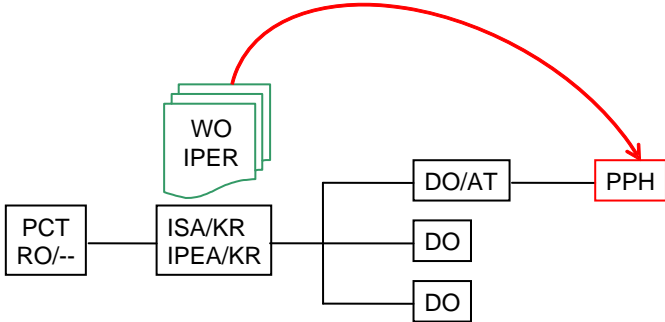 WO
IPER
DO/AT
PPH
PCT
RO/--
ISA/KR
IPEA/KR
DO
DO